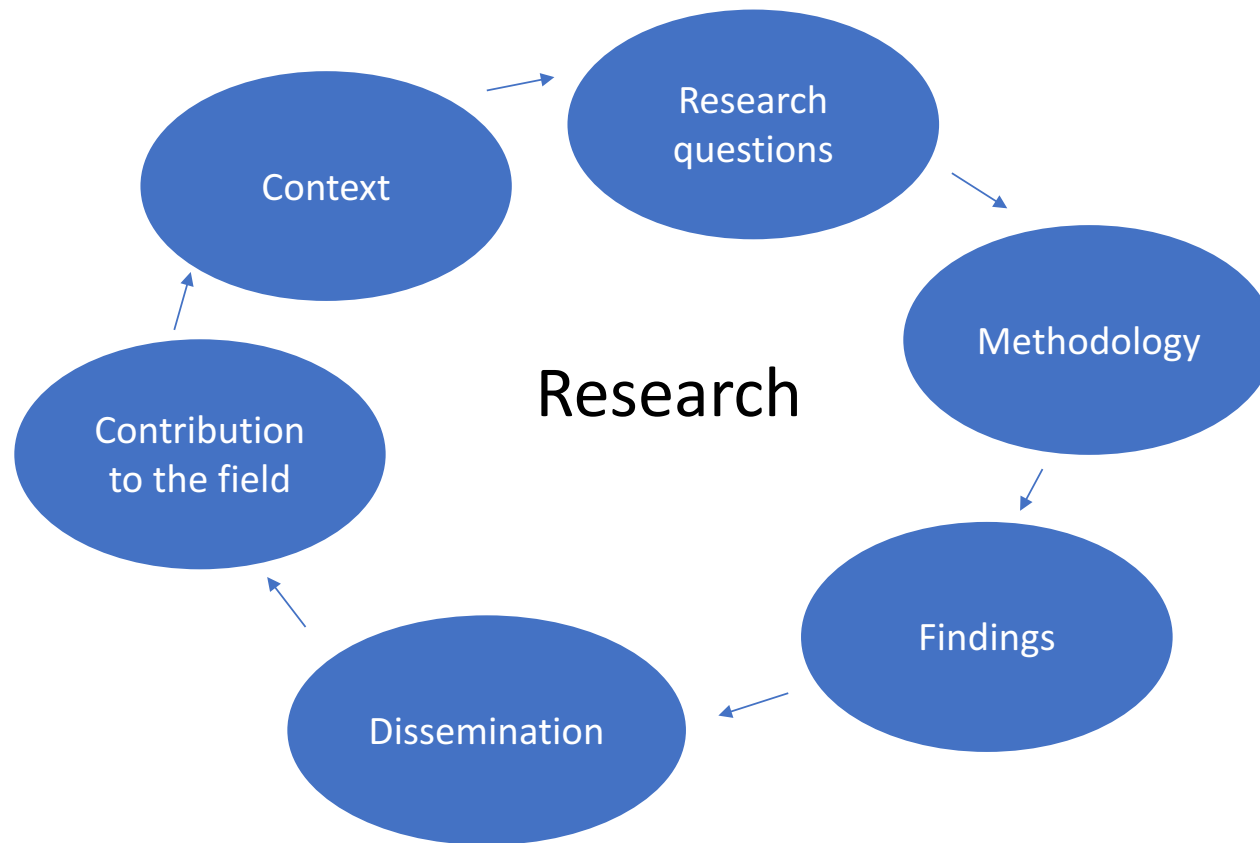 Research
questions
Context
Methodology
Research
Contribution
to the field
Findings
Dissemination